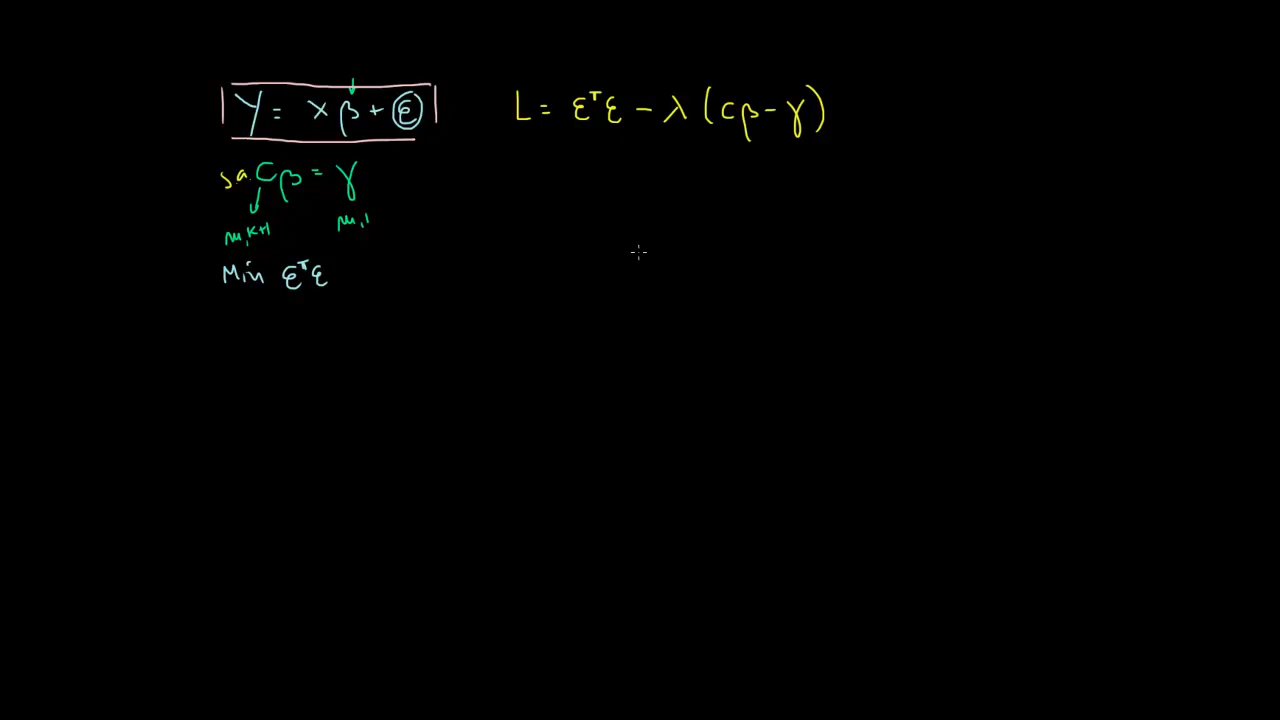 Y = xβ + ε
L = εᵀε − λ(cβ − γ)
s.a. Cβ = γ
m,k+1
m,1
Min εᵀε